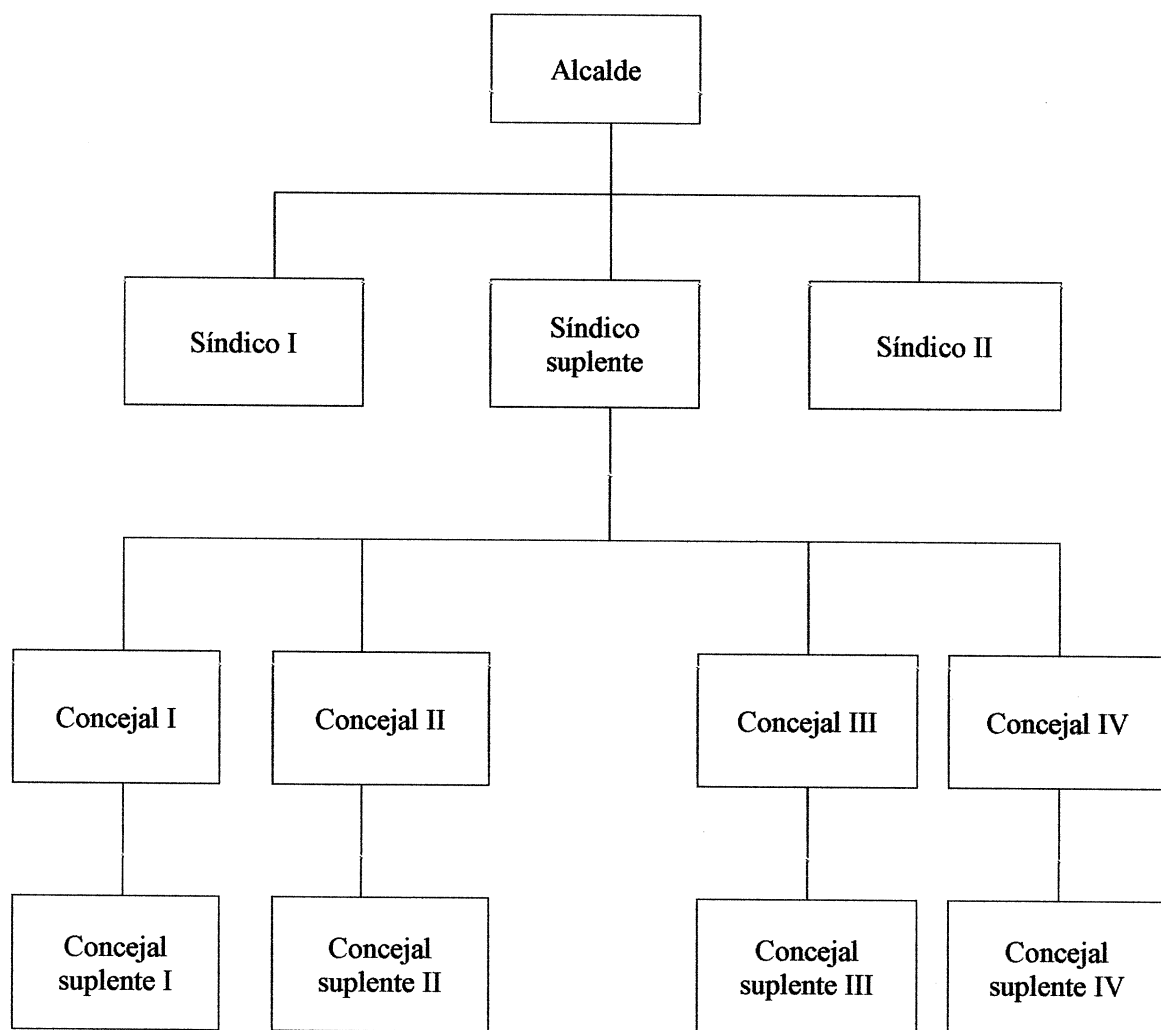 Alcalde
Síndico I
Síndico
suplente
Síndico II
Concejal I
Concejal II
Concejal III
Concejal IV
Concejal
suplente I
Concejal
suplente II
Concejal
suplente III
Concejal
suplente IV